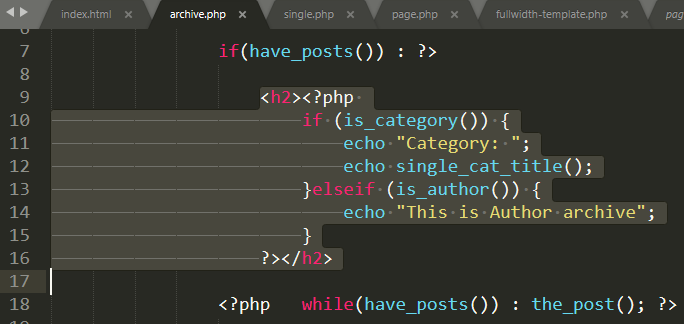 index.html × archive.php × single.php × page.php × fullwidth-template.php × pag
7 if(have_posts()) : ?>
8
9 <h2><?php
10 if (is_category()) {
11 echo "Category: ";
12 echo single_cat_title();
13 }elseif (is_author()) {
14 echo "This is Author archive";
15 }
16 ?></h2>
17
18 <?php while(have_posts()) : the_post(); ?>